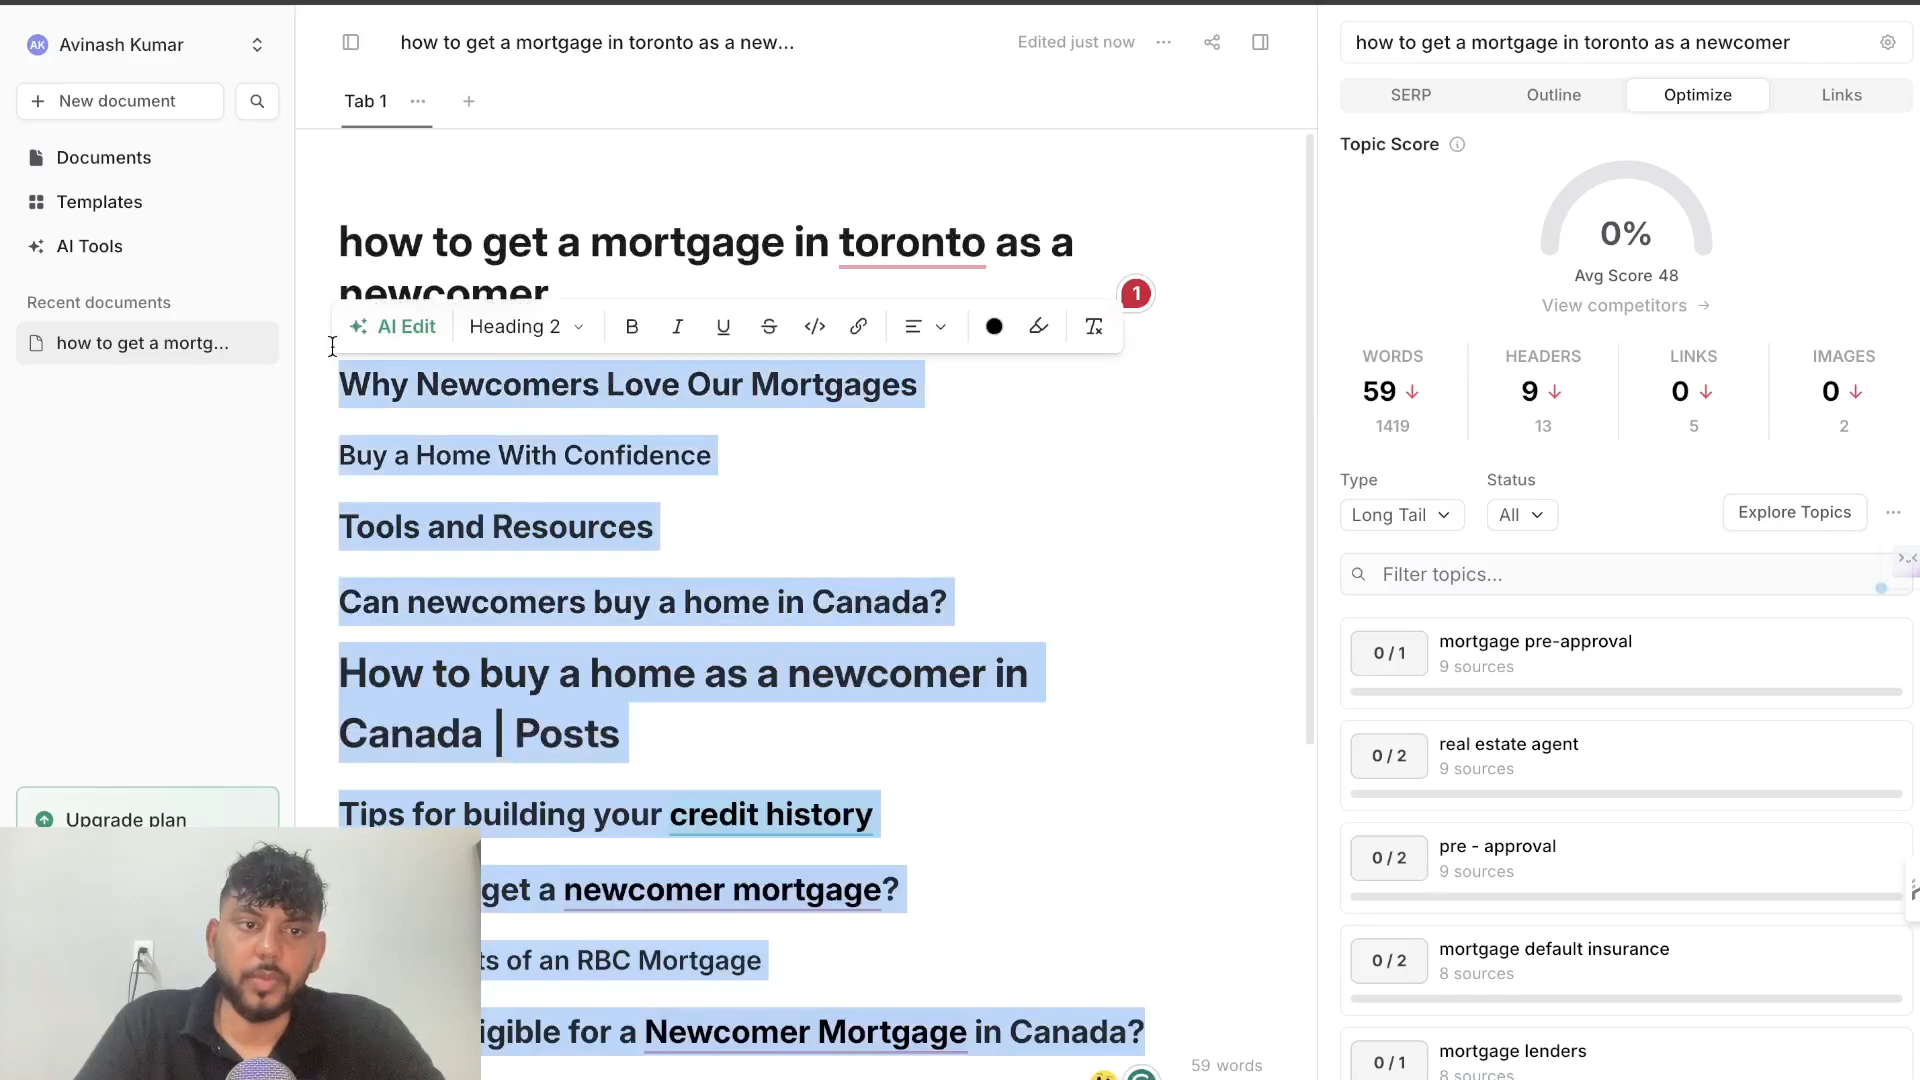 AK Avinash Kumar
New document
Documents
Templates
AI Tools
Recent documents
how to get a mortg...
Upgrade plan
how to get a mortgage in toronto as a new...
Edited just now
Tab 1
how to get a mortgage in toronto as a
newcomer
1
AI Edit Heading 2 B I U S
Why Newcomers Love Our Mortgages
Buy a Home With Confidence
Tools and Resources
Can newcomers buy a home in Canada?
How to buy a home as a newcomer in
Canada | Posts
Tips for building your credit history
get a newcomer mortgage?
of an RBC Mortgage
for a Newcomer Mortgage in Canada?
59 words
how to get a mortgage in toronto as a newcomer
SERP Outline Optimize Links
Topic Score
0%
Avg Score 48
View competitors →
WORDS HEADERS LINKS IMAGES
59 ↓ 9 ↓ 0 ↓ 0 ↓
1419 13 5 2
Type Status
Long Tail All Explore Topics
Filter topics...
0 / 1 mortgage pre-approval
9 sources
0 / 2 real estate agent
9 sources
0 / 2 pre - approval
9 sources
0 / 2 mortgage default insurance
8 sources
0 / 1 mortgage lenders
8 sources